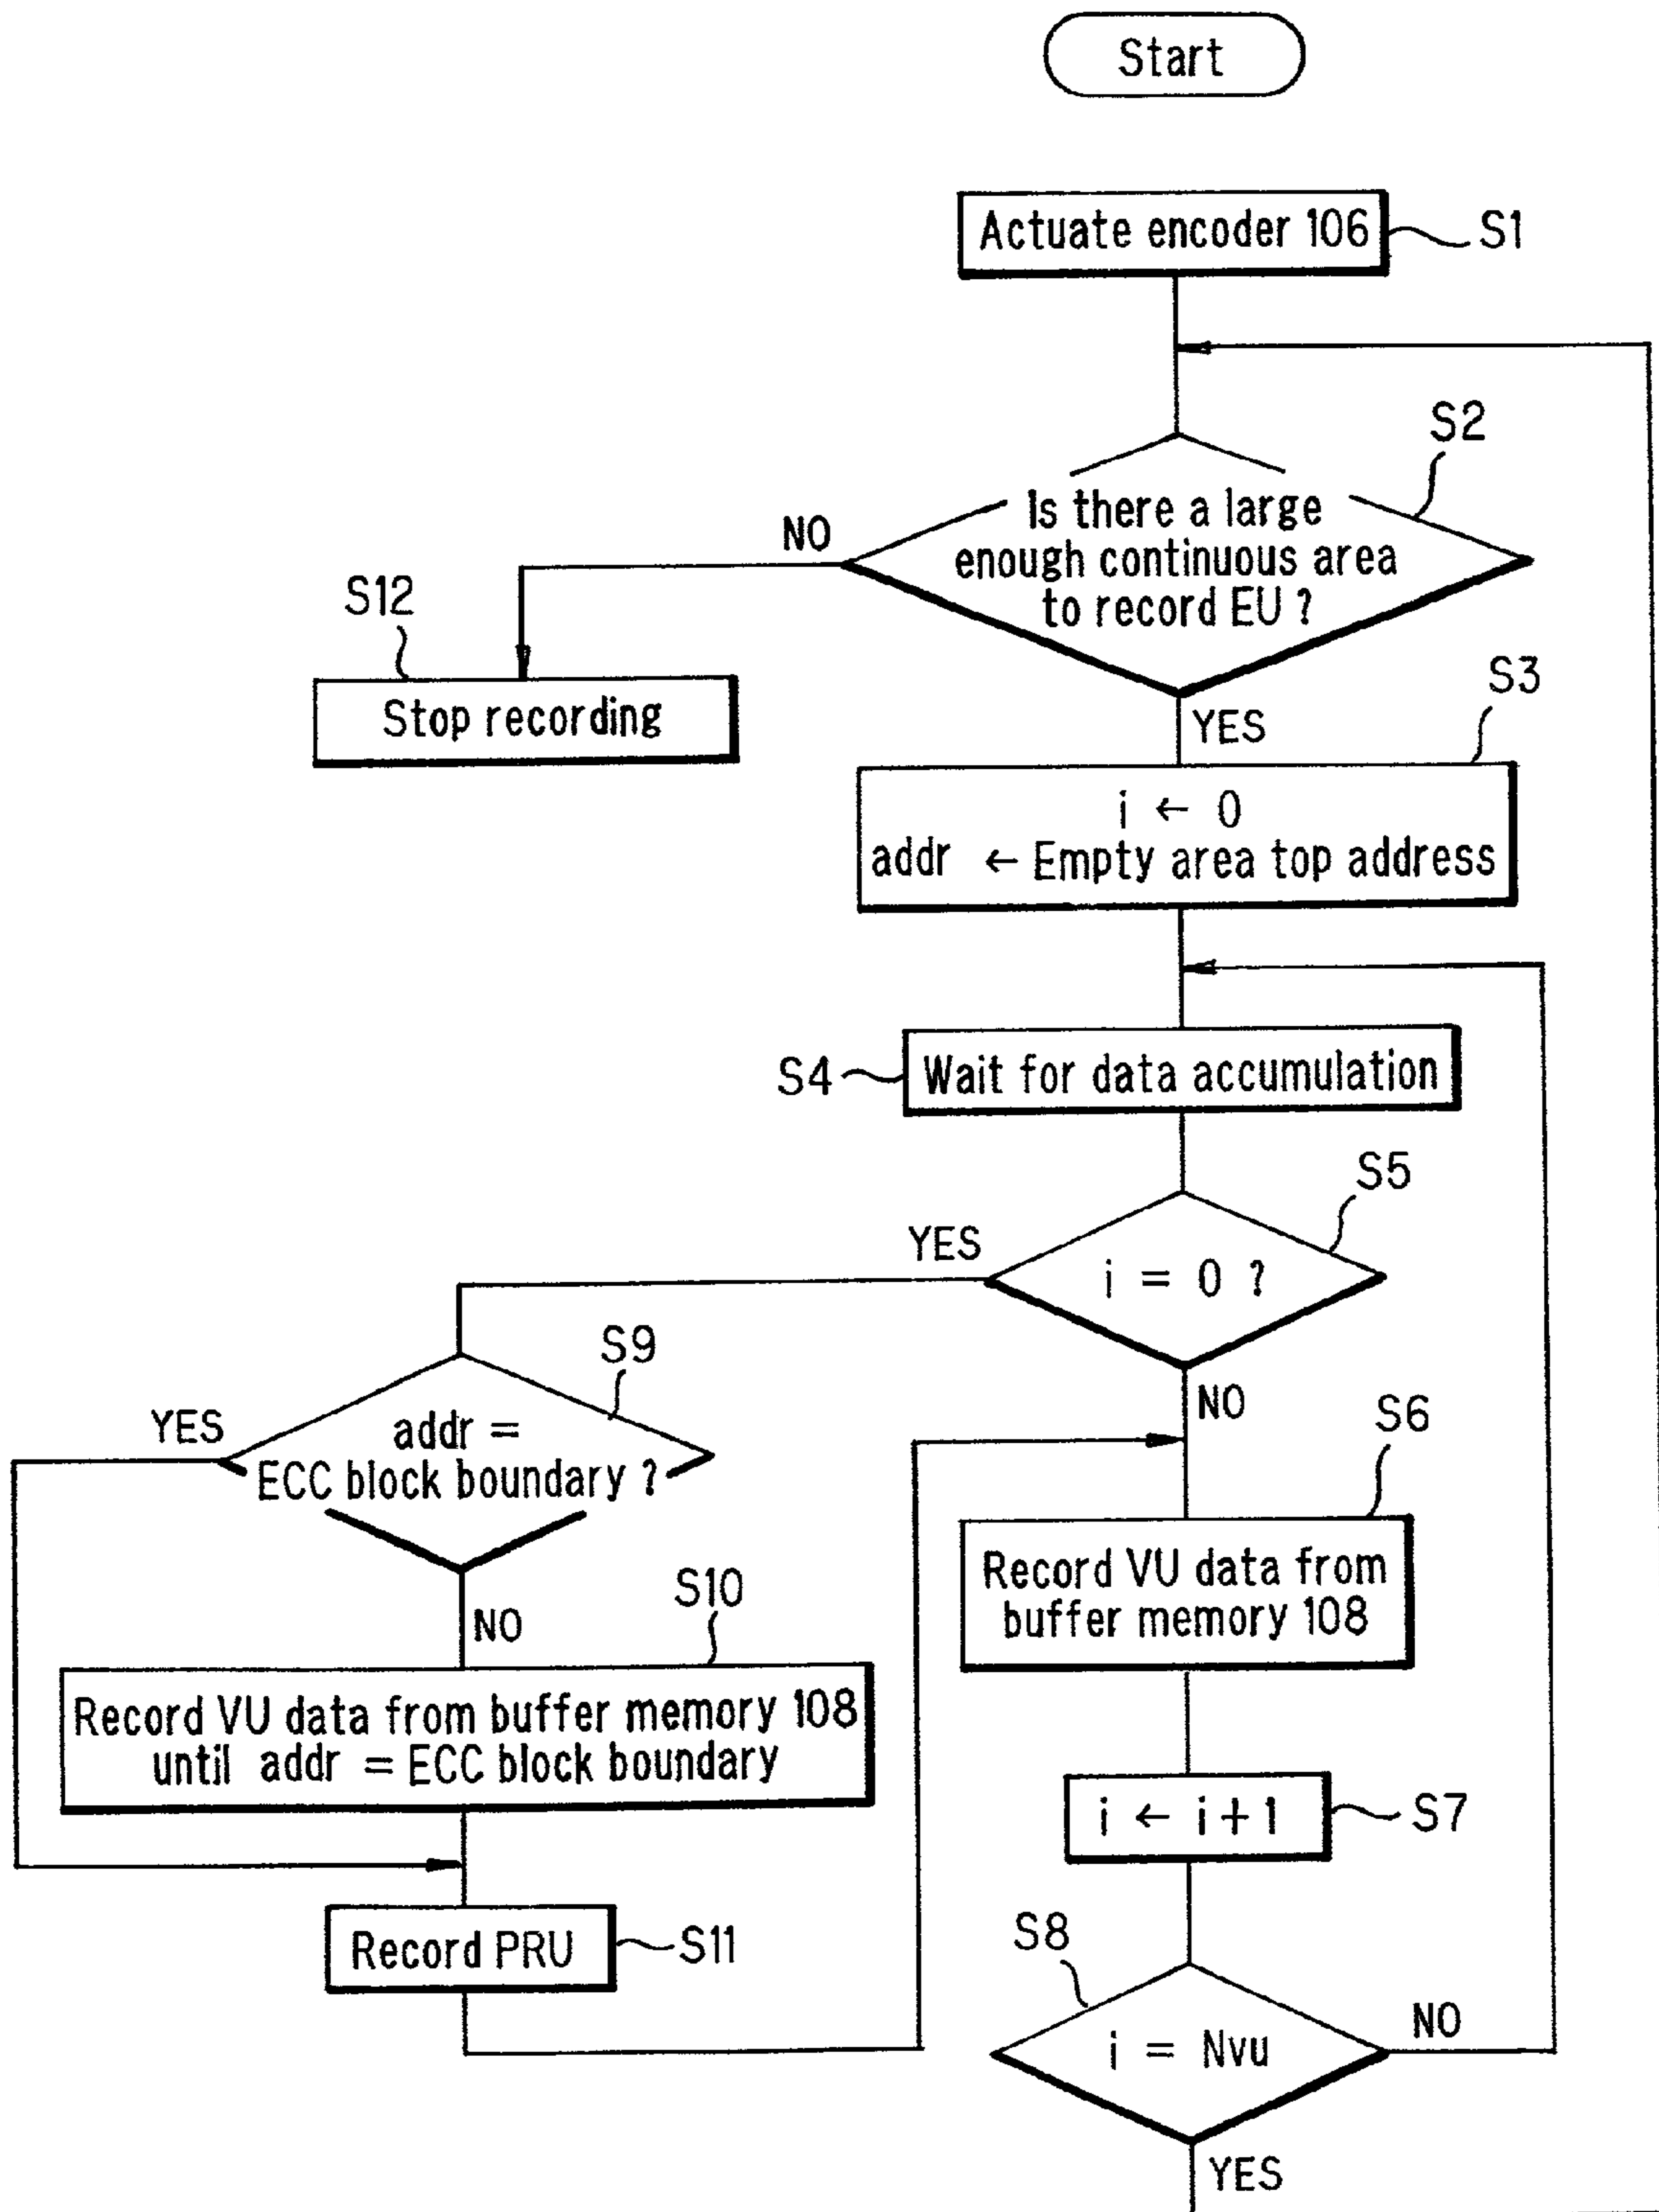 Start
Actuate encoder 106
S1
S2
Is there a large
enough continuous area
to record EU ?
NO
S12
Stop recording
YES
S3
i ← 0
addr ← Empty area top address
S4
Wait for data accumulation
S5
YES
i = 0 ?
NO
S9
YES
addr =
ECC block boundary ?
NO
S6
Record VU data from
buffer memory 108
S10
Record VU data from buffer memory 108
until addr = ECC block boundary
i ← i + 1
S7
Record PRU
S11
S8
i = Nvu
NO
YES